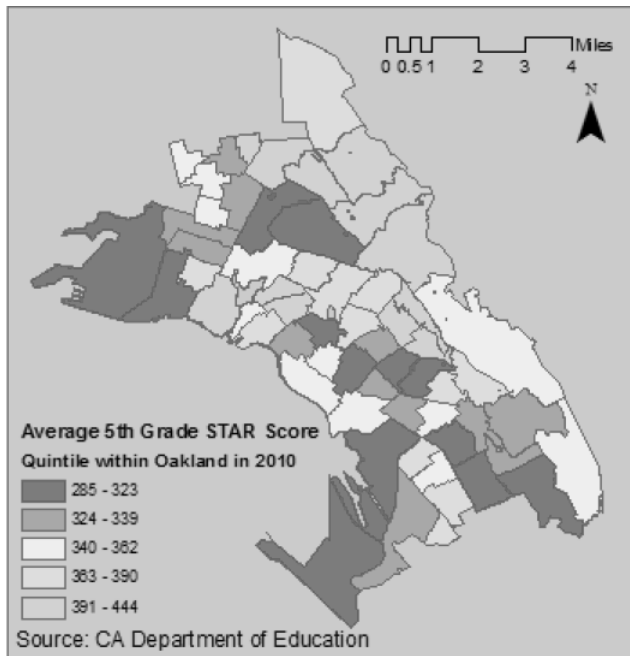 Miles
0 0.5 1 2 3 4
N
Average 5th Grade STAR Score
Quintile within Oakland in 2010
285 - 323
324 - 339
340 - 362
363 - 390
391 - 444
Source: CA Department of Education